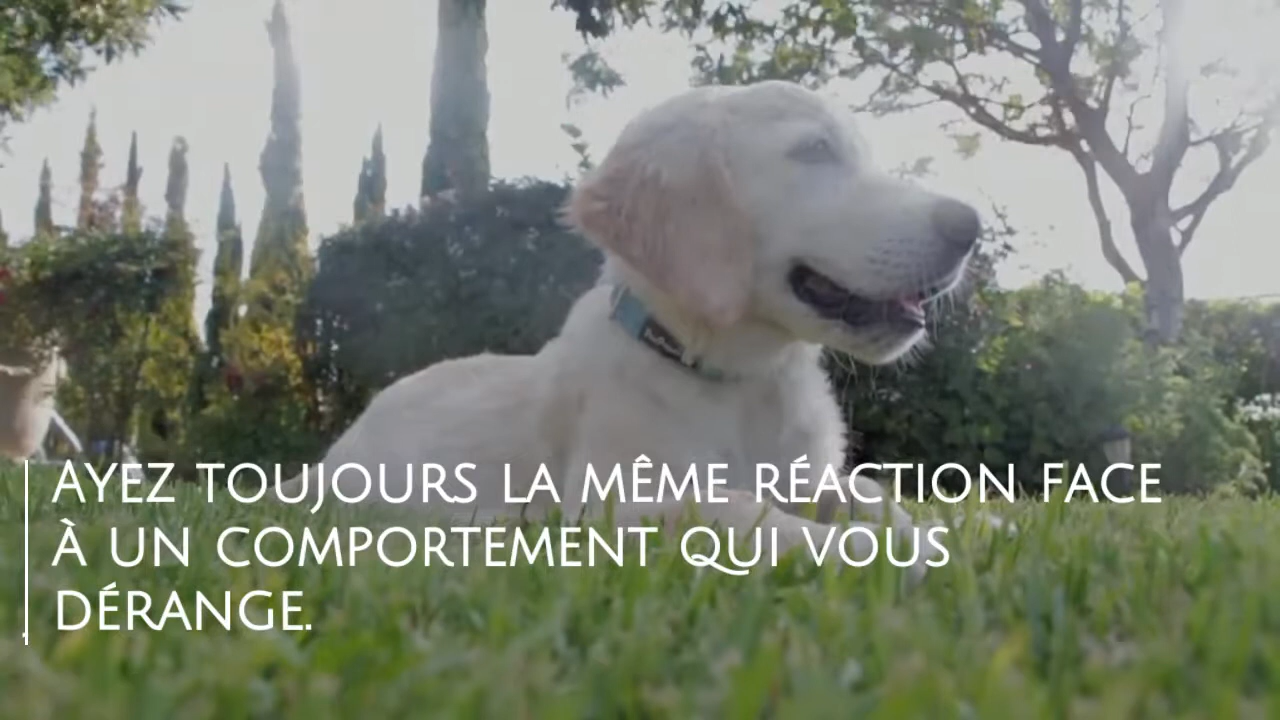 Ayez toujours la même réaction face
à un comportement qui vous
dérange.